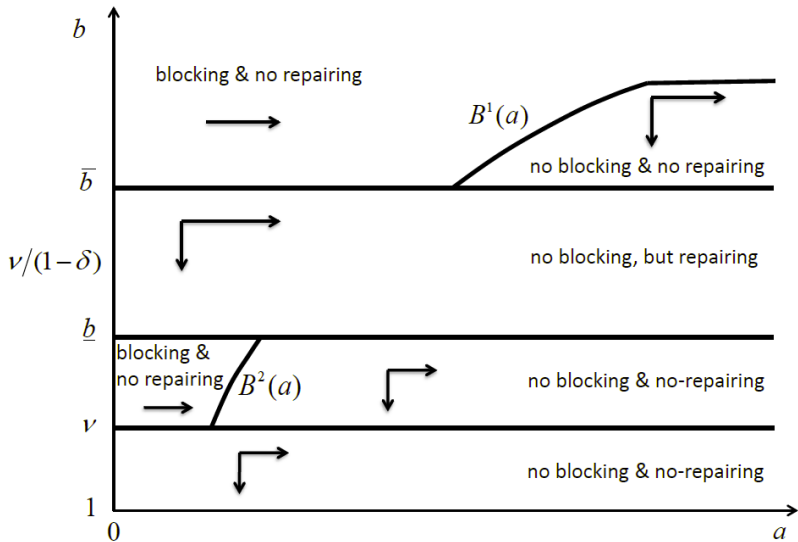 b
blocking & no repairing
B¹(a)
no blocking & no repairing
b̅
ν/(1−δ)
no blocking, but repairing
b̲
blocking &
no repairing
B²(a)
no blocking & no-repairing
ν
no blocking & no-repairing
1
0
a